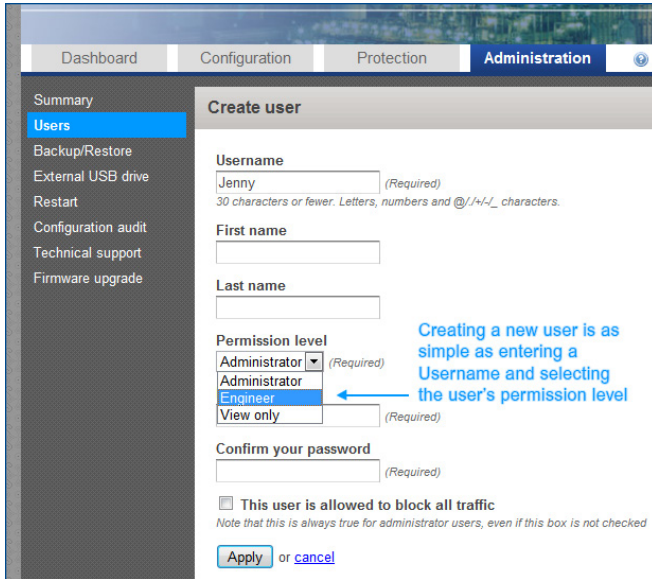 Dashboard Configuration Protection Administration
Summary
Users
Backup/Restore
External USB drive
Restart
Configuration audit
Technical support
Firmware upgrade
Create user
Username
Jenny (Required)
30 characters or fewer. Letters, numbers and @/./+/-/_ characters.
First name
Last name
Permission level
Administrator (Required)
Administrator
Engineer
View only
(Required)
Creating a new user is as
simple as entering a
Username and selecting
the user's permission level
Confirm your password
(Required)
This user is allowed to block all traffic
Note that this is always true for administrator users, even if this box is not checked
Apply or cancel